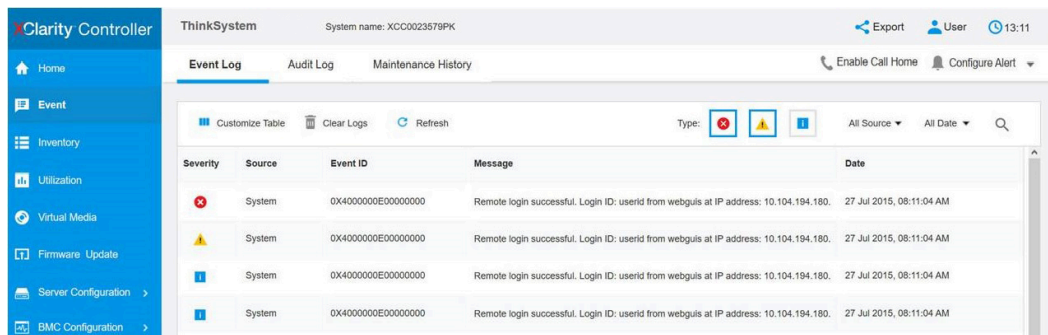 XClarity Controller
ThinkSystem System name: XCC0023579PK Export User 13:11
Home
Event Log Audit Log Maintenance History Enable Call Home Configure Alert
Event
Customize Table Clear Logs Refresh Type: All Source All Date
Inventory
Severity Source Event ID Message Date
Utilization
System 0X4000000E00000000 Remote login successful. Login ID: userid from webguis at IP address: 10.104.194.180. 27 Jul 2015, 08:11:04 AM
Virtual Media
System 0X4000000E00000000 Remote login successful. Login ID: userid from webguis at IP address: 10.104.194.180. 27 Jul 2015, 08:11:04 AM
Firmware Update
System 0X4000000E00000000 Remote login successful. Login ID: userid from webguis at IP address: 10.104.194.180. 27 Jul 2015, 08:11:04 AM
Server Configuration
System 0X4000000E00000000 Remote login successful. Login ID: userid from webguis at IP address: 10.104.194.180. 27 Jul 2015, 08:11:04 AM
BMC Configuration